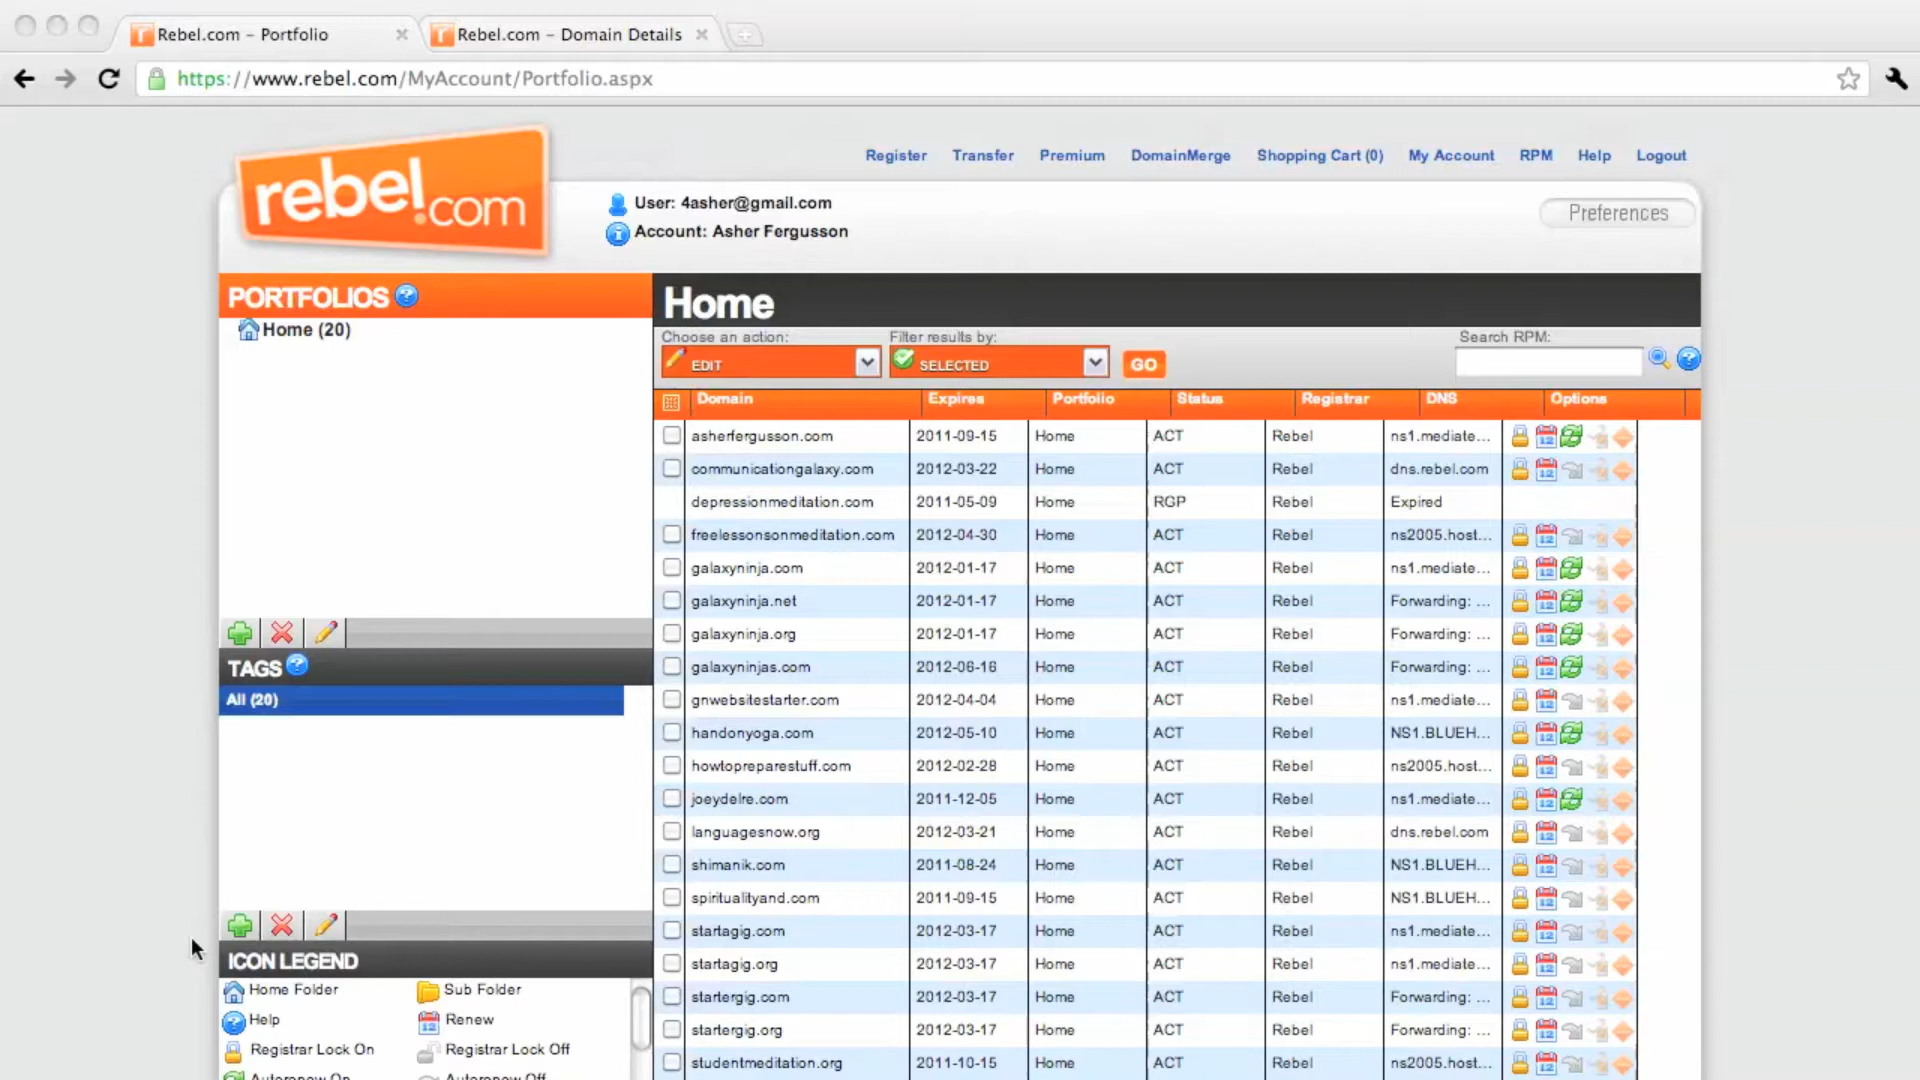 Rebel.com – Portfolio
Rebel.com – Domain Details
https://www.rebel.com/MyAccount/Portfolio.aspx
rebel.com
Register Transfer Premium DomainMerge Shopping Cart (0) My Account RPM Help Logout
User: 4asher@gmail.com
Account: Asher Fergusson
Preferences
PORTFOLIOS
Home (20)
TAGS
All (20)
ICON LEGEND
Home Folder Sub Folder
Help Renew
Registrar Lock On Registrar Lock Off
Autorenew On Autorenew Off
Home
Choose an action: Filter results by: Search RPM:
EDIT SELECTED GO
Domain Expires Portfolio Status Registrar DNS Options
asherfergusson.com 2011-09-15 Home ACT Rebel ns1.mediate...
communicationgalaxy.com 2012-03-22 Home ACT Rebel dns.rebel.com
depressionmeditation.com 2011-05-09 Home RGP Rebel Expired
freelessonsonmeditation.com 2012-04-30 Home ACT Rebel ns2005.host...
galaxyninja.com 2012-01-17 Home ACT Rebel ns1.mediate...
galaxyninja.net 2012-01-17 Home ACT Rebel Forwarding: ...
galaxyninja.org 2012-01-17 Home ACT Rebel Forwarding: ...
galaxyninjas.com 2012-06-16 Home ACT Rebel Forwarding: ...
gnwebsitestarter.com 2012-04-04 Home ACT Rebel ns1.mediate...
handonyoga.com 2012-05-10 Home ACT Rebel NS1.BLUEH...
howtopreparestuff.com 2012-02-28 Home ACT Rebel ns2005.host...
joeydelre.com 2011-12-05 Home ACT Rebel ns1.mediate...
languagesnow.org 2012-03-21 Home ACT Rebel dns.rebel.com
shimanik.com 2011-08-24 Home ACT Rebel NS1.BLUEH...
spiritualityand.com 2011-09-15 Home ACT Rebel NS1.BLUEH...
startagig.com 2012-03-17 Home ACT Rebel ns1.mediate...
startagig.org 2012-03-17 Home ACT Rebel ns1.mediate...
startergig.com 2012-03-17 Home ACT Rebel Forwarding: ...
startergig.org 2012-03-17 Home ACT Rebel Forwarding: ...
studentmeditation.org 2011-10-15 Home ACT Rebel ns2005.host...